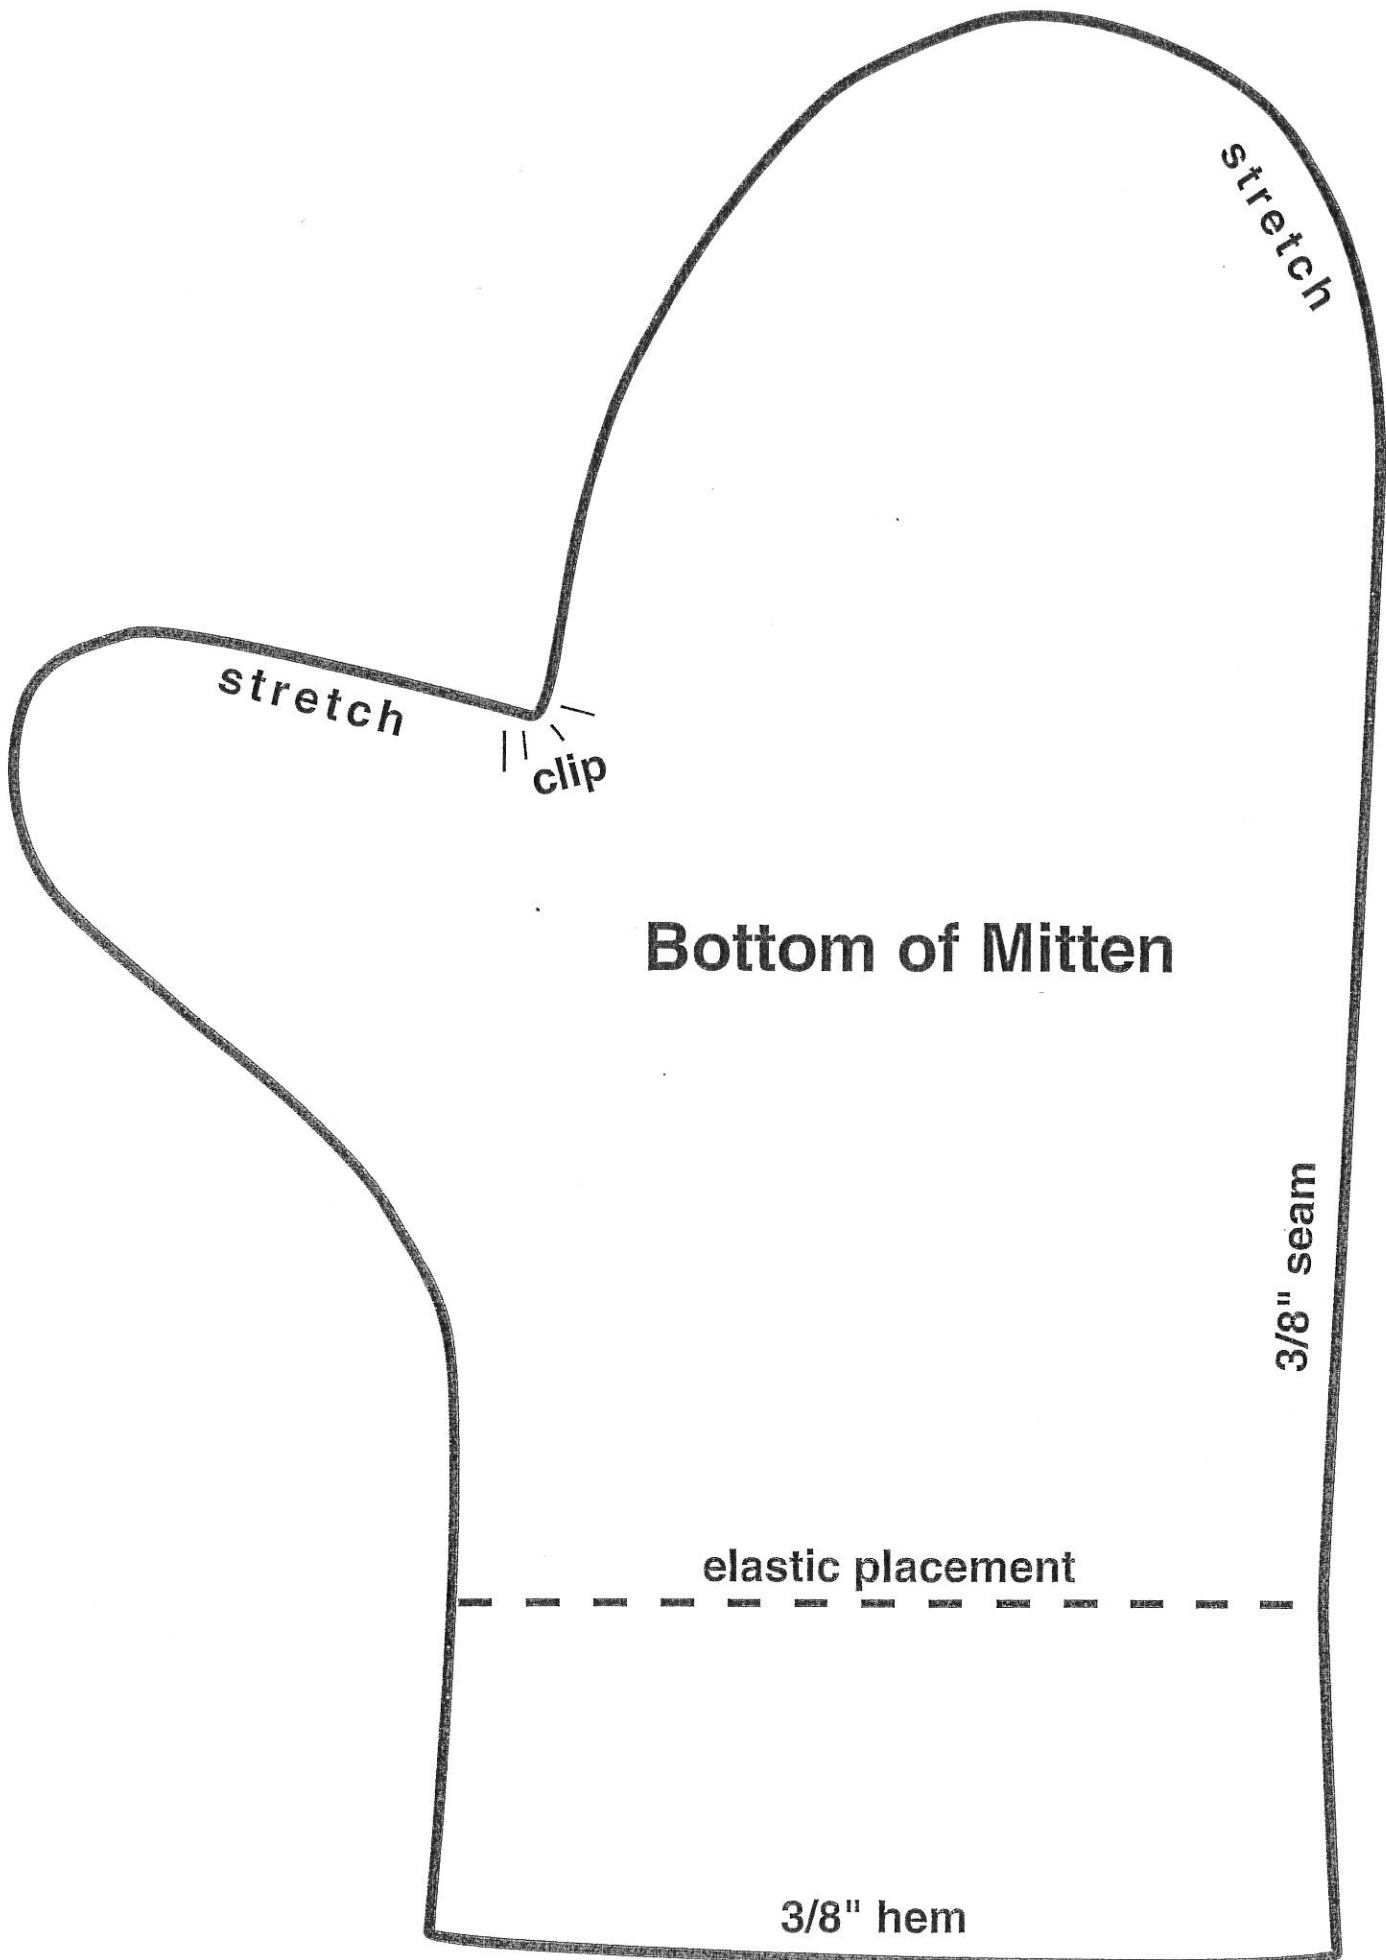 stretch
stretch
clip
Bottom of Mitten
3/8" seam
elastic placement
3/8" hem